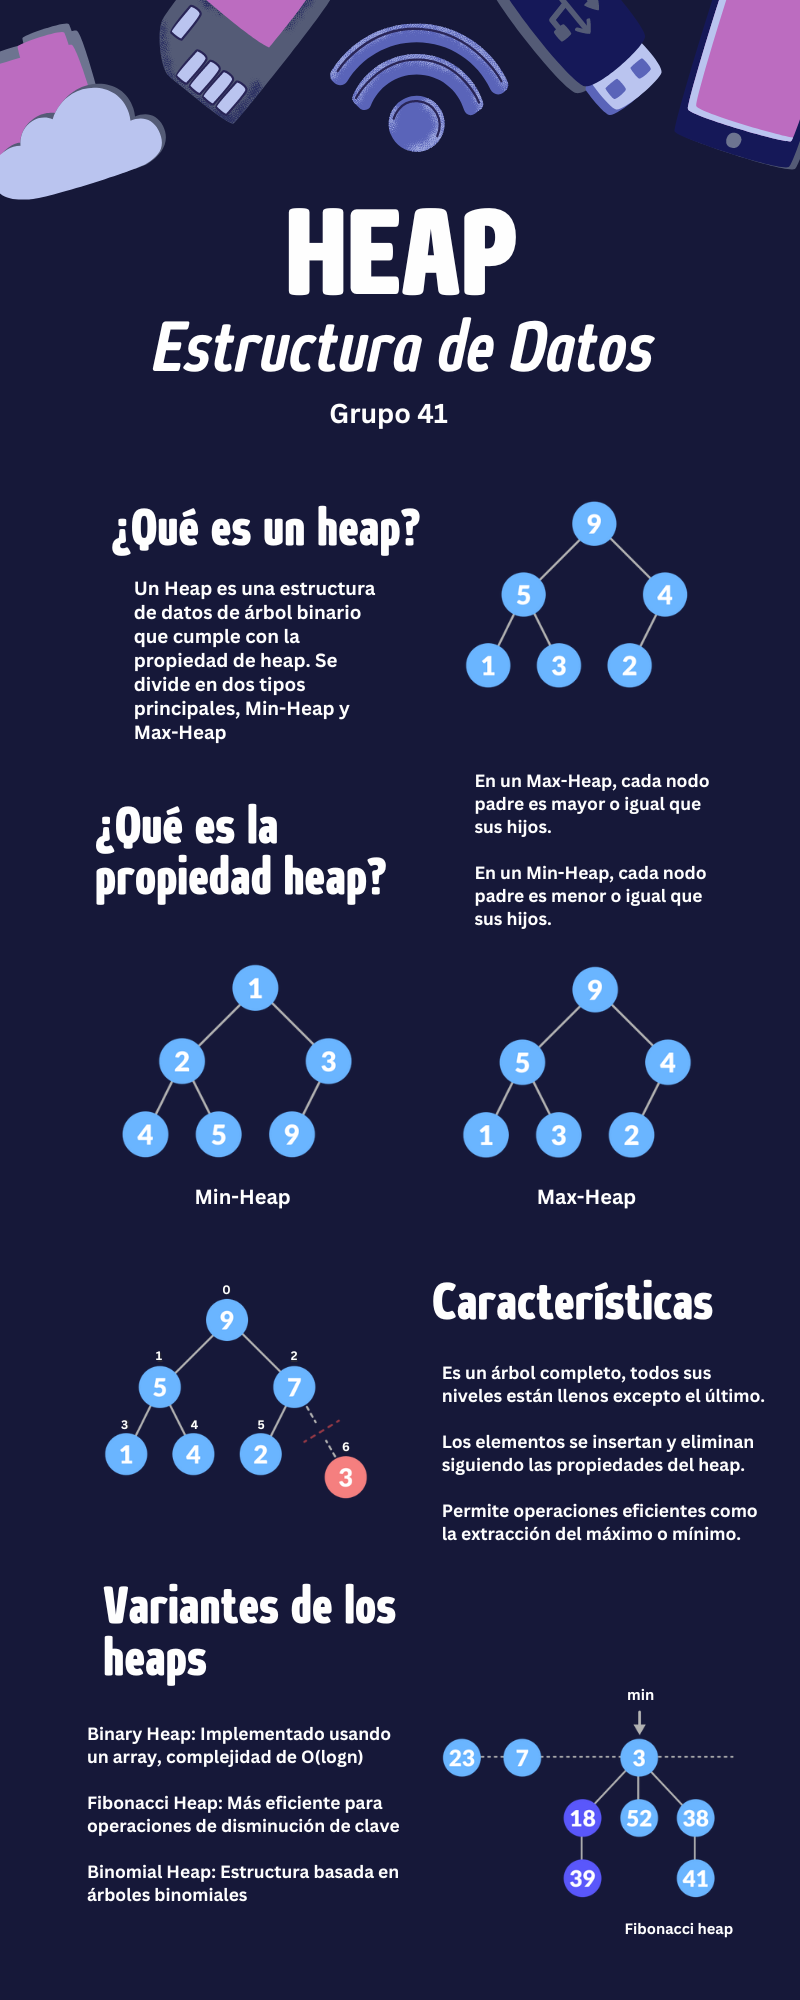 HEAP
Estructura de Datos
Grupo 41
¿Qué es un heap?
Un Heap es una estructura
de datos de árbol binario
que cumple con la
propiedad de heap. Se
divide en dos tipos
principales, Min-Heap y
Max-Heap
9
5 4
1 3 2
¿Qué es la
propiedad heap?
En un Max-Heap, cada nodo
padre es mayor o igual que
sus hijos.
En un Min-Heap, cada nodo
padre es menor o igual que
sus hijos.
1
2 3
4 5 9
Min-Heap
9
5 4
1 3 2
Max-Heap
0
9
1 2
5 7
3 4 5 6
1 4 2 3
Características
Es un árbol completo, todos sus
niveles están llenos excepto el último.
Los elementos se insertan y eliminan
siguiendo las propiedades del heap.
Permite operaciones eficientes como
la extracción del máximo o mínimo.
Variantes de los
heaps
Binary Heap: Implementado usando
un array, complejidad de O(logn)
Fibonacci Heap: Más eficiente para
operaciones de disminución de clave
Binomial Heap: Estructura basada en
árboles binomiales
min
23 7 3
18 52 38
39 41
Fibonacci heap